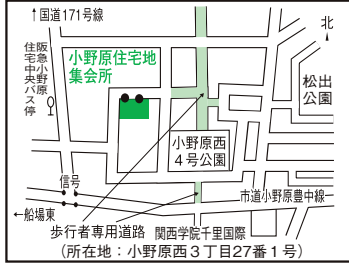 ↑国道171号線
北
阪急小野原
住宅中央バス停
小野原住宅地
集会所
松出
公園
小野原西
4号公園
信号
市道小野原豊中線
←船場東
歩行者専用道路
関西学院千里国際
(所在地：小野原西3丁目27番1号)